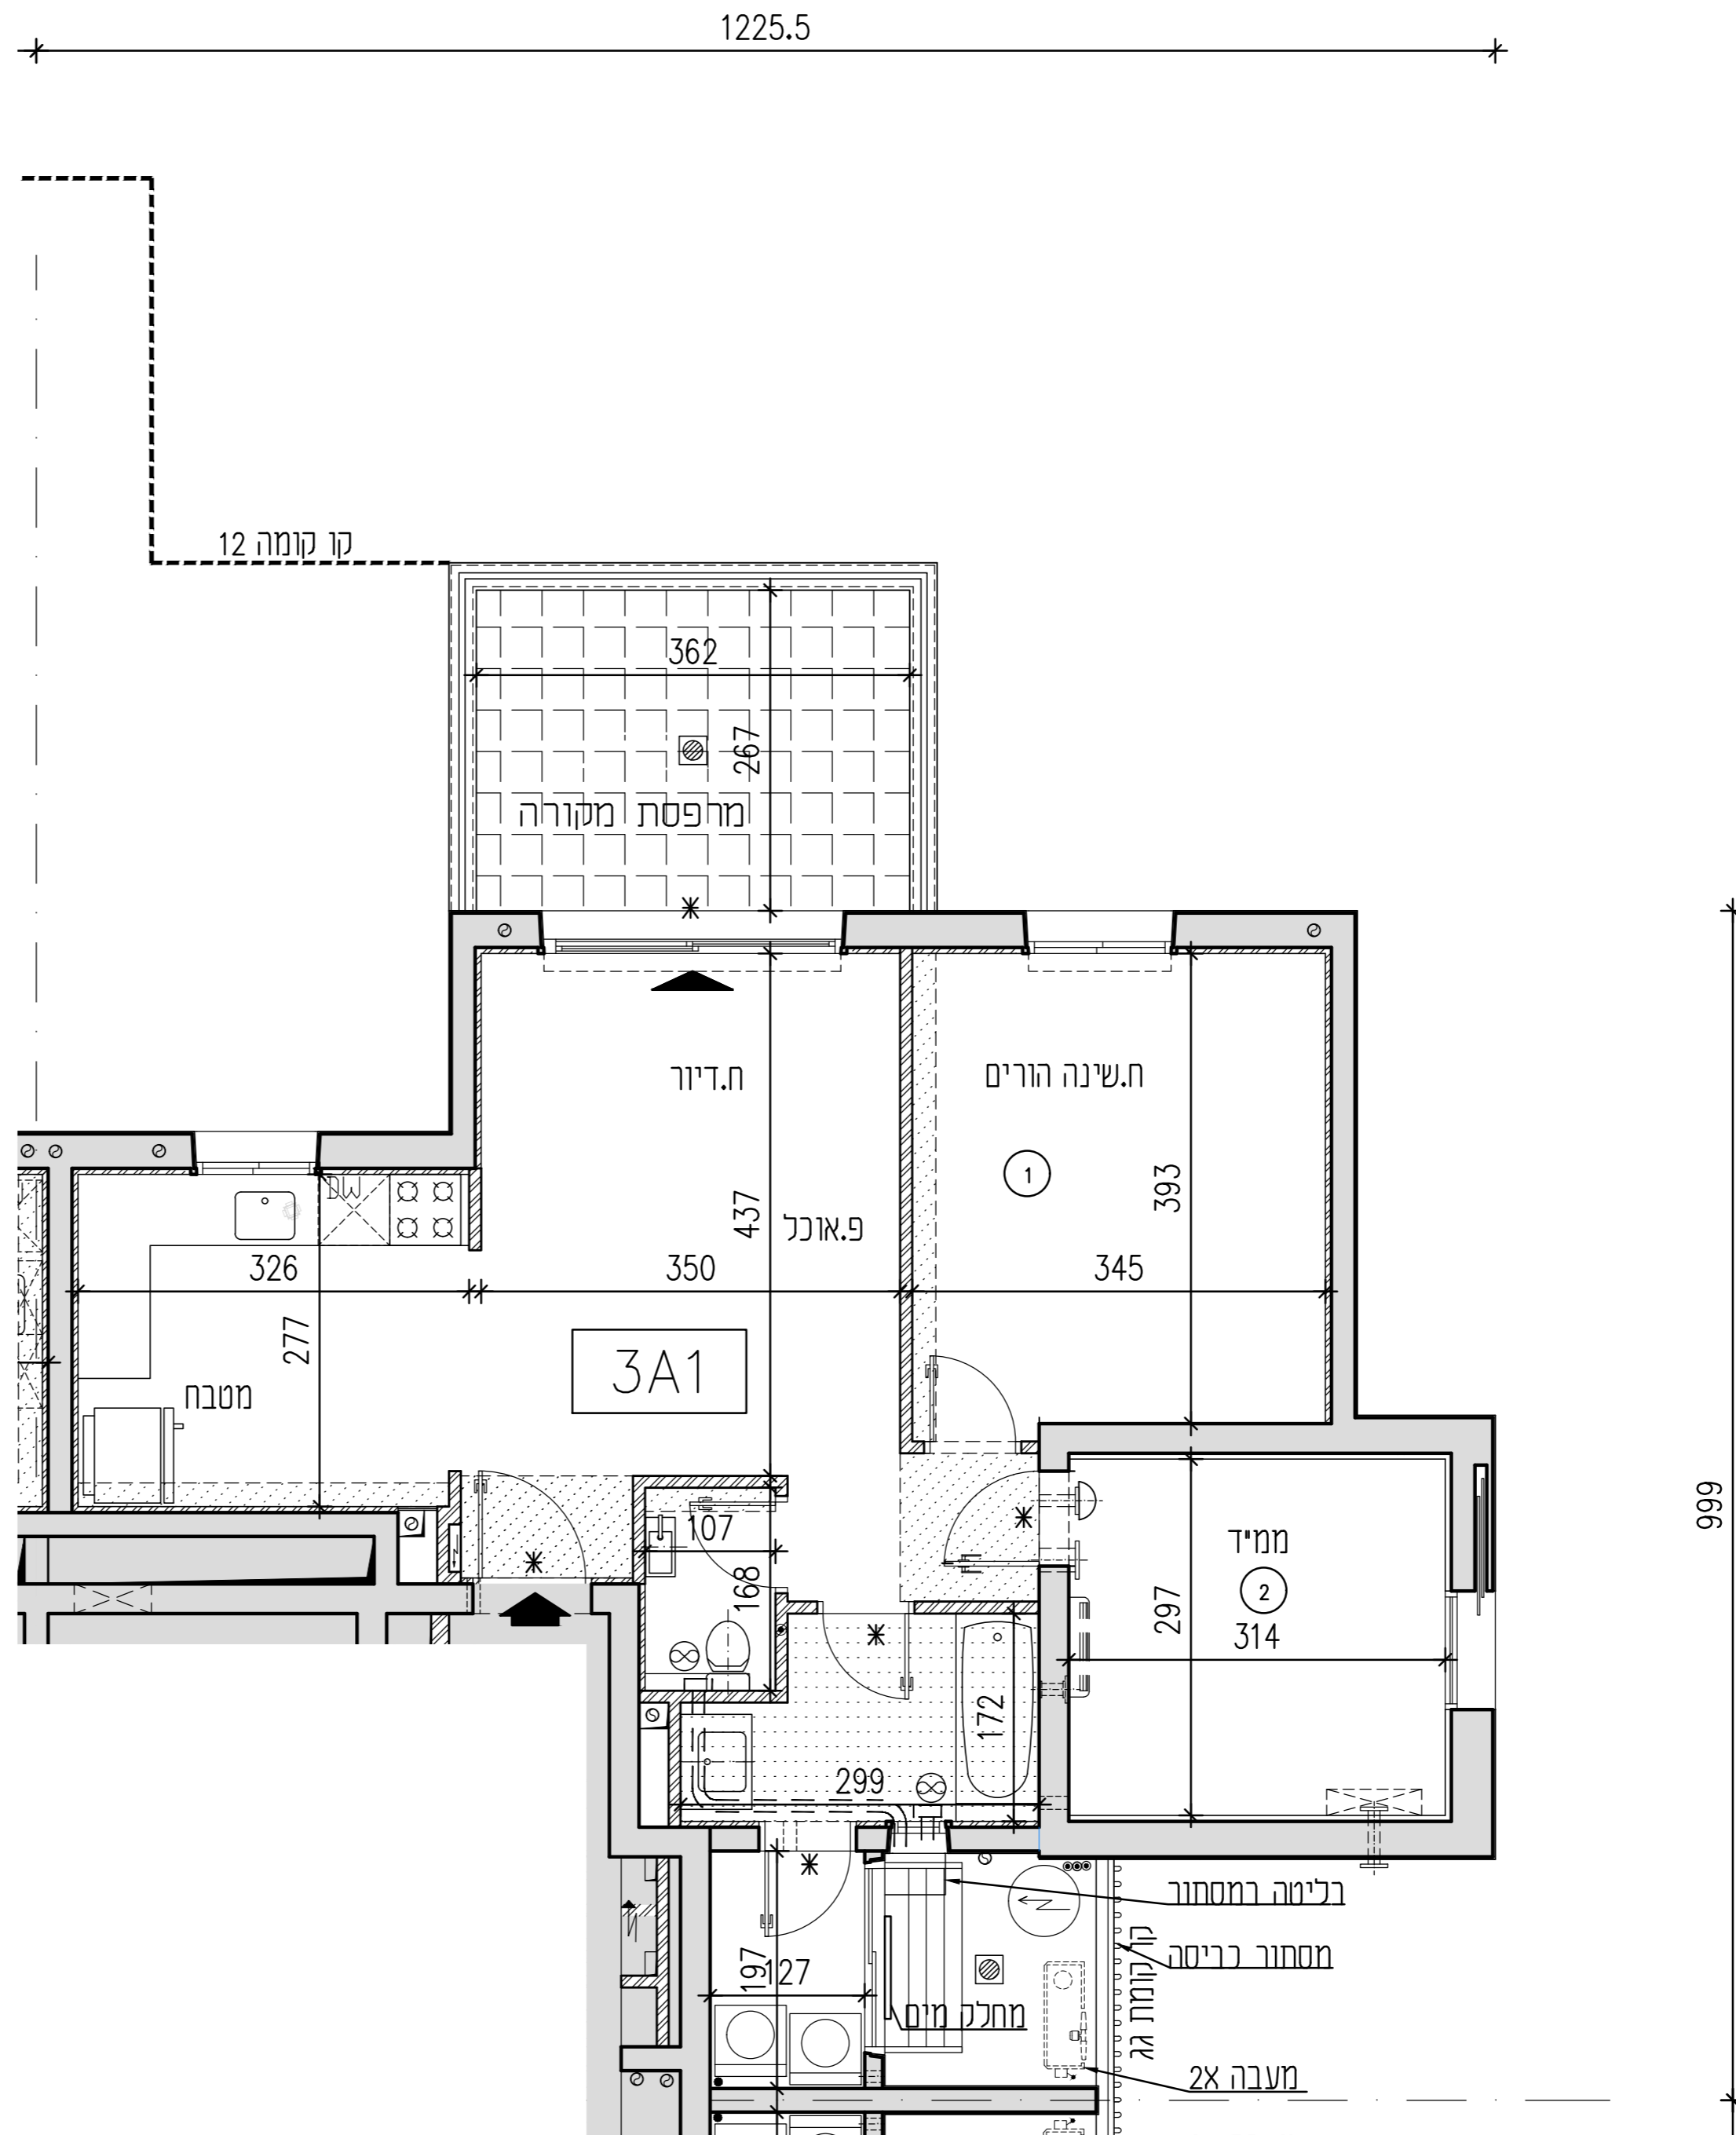 1225.5
קו קומה 12
362
267
מרפסת מקורה
ח.דיור
ח.שינה הורים
1
393
437
פ.אוכל
DW
326
350
345
277
3A1
מטבח
999
107
168
ממ"ד
2
297
314
172
299
בליטה במסתור
מסתור כביסה
קו קומת גג
197
127
מחלק מים
מעבה 2X